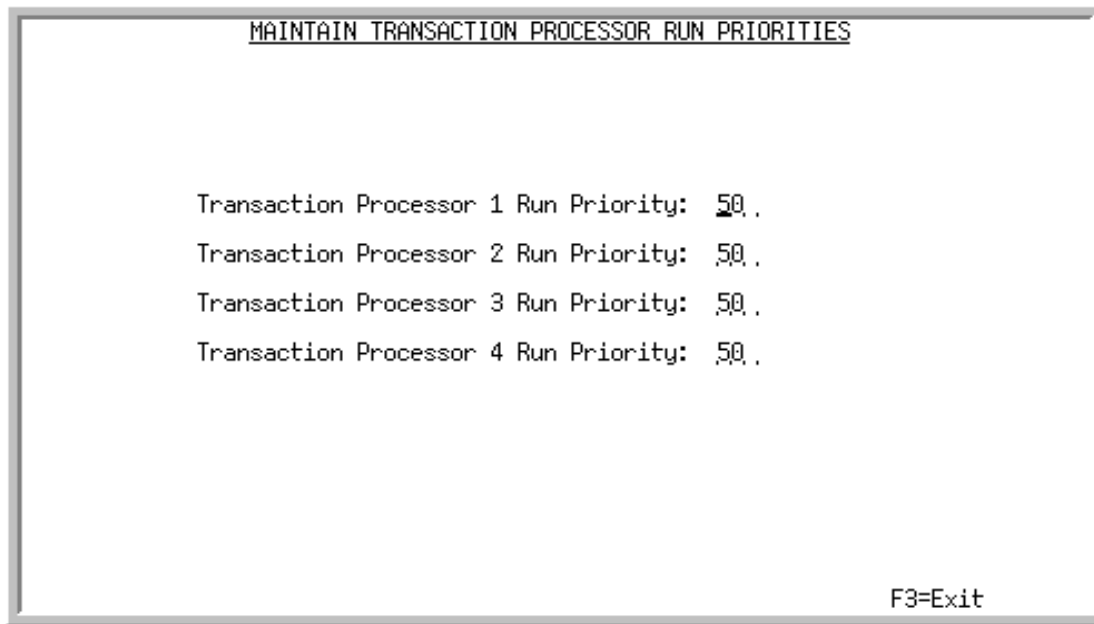 MAINTAIN TRANSACTION PROCESSOR RUN PRIORITIES
Transaction Processor 1 Run Priority: 50
Transaction Processor 2 Run Priority: 50
Transaction Processor 3 Run Priority: 50
Transaction Processor 4 Run Priority: 50
F3=Exit